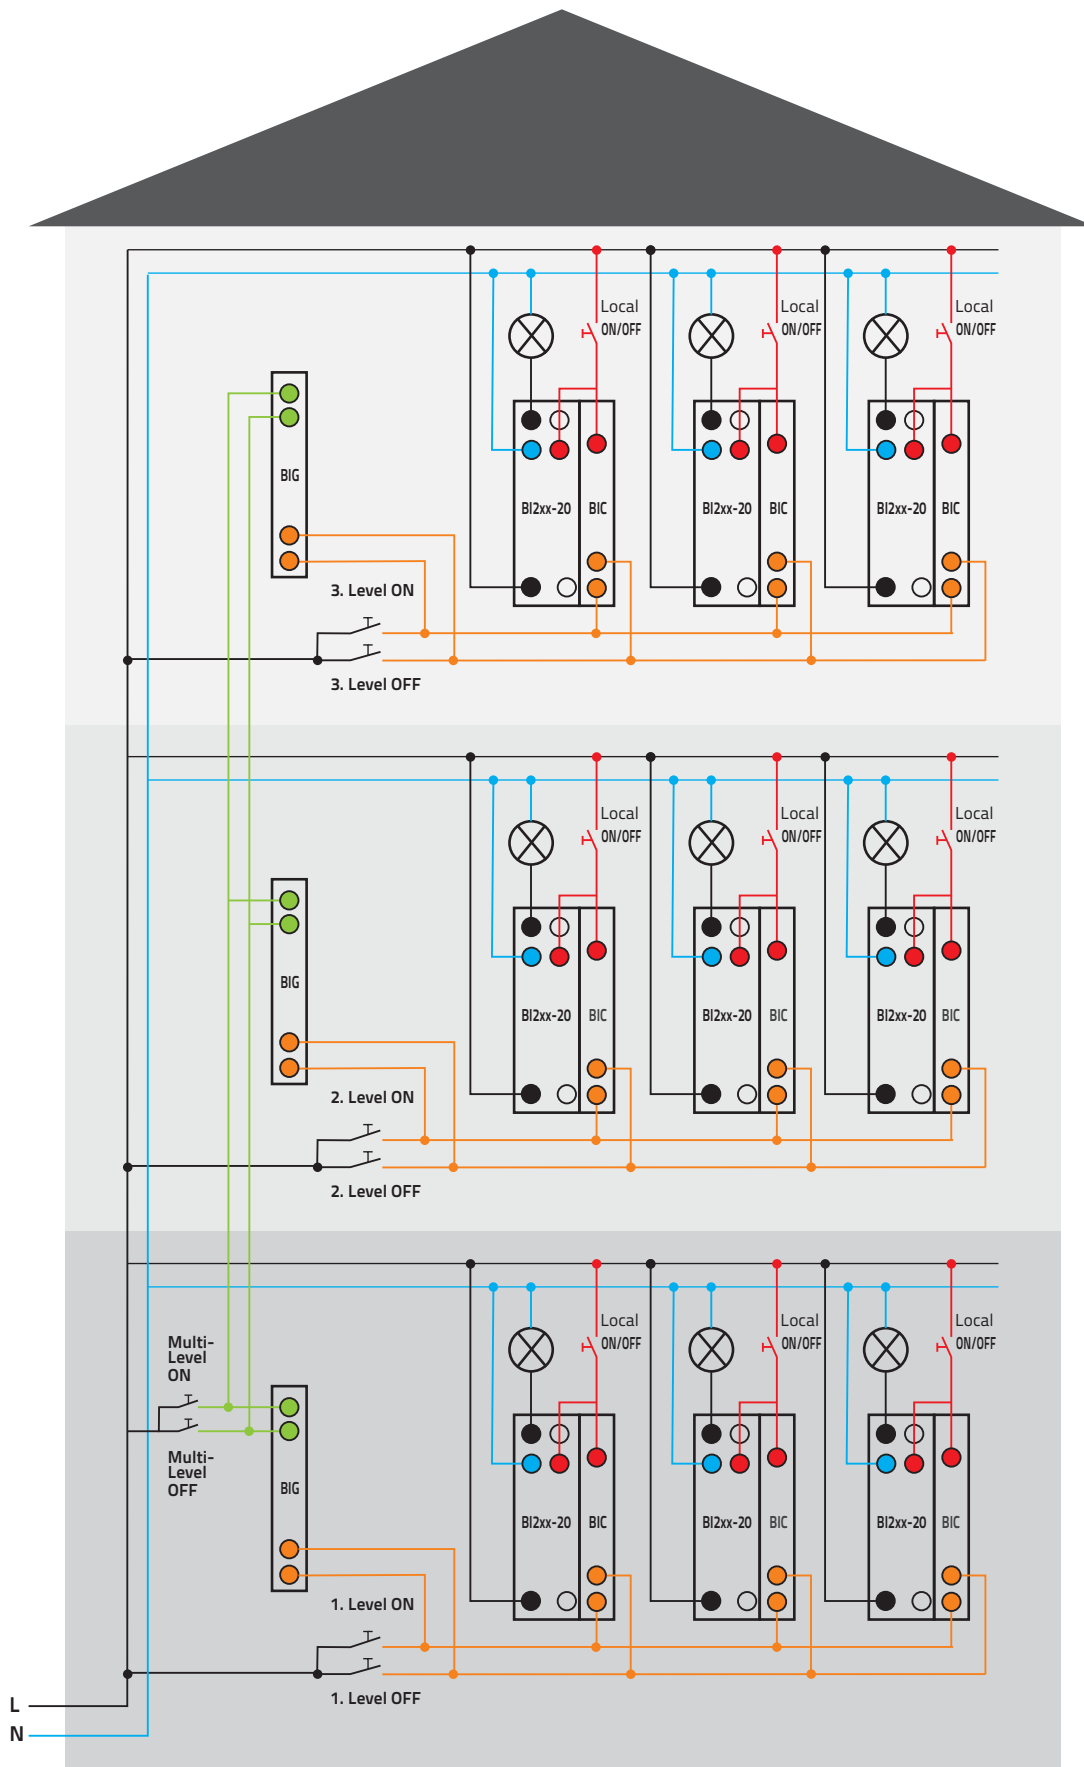 Local
ON/OFF
Local
ON/OFF
Local
ON/OFF
BIG
BI2xx-20
BIC
BI2xx-20
BIC
BI2xx-20
BIC
3. Level ON
3. Level OFF
Local
ON/OFF
Local
ON/OFF
Local
ON/OFF
BIG
BI2xx-20
BIC
BI2xx-20
BIC
BI2xx-20
BIC
2. Level ON
2. Level OFF
Local
ON/OFF
Local
ON/OFF
Local
ON/OFF
Multi-
Level
ON
Multi-
Level
OFF
BIG
BI2xx-20
BIC
BI2xx-20
BIC
BI2xx-20
BIC
1. Level ON
1. Level OFF
L
N